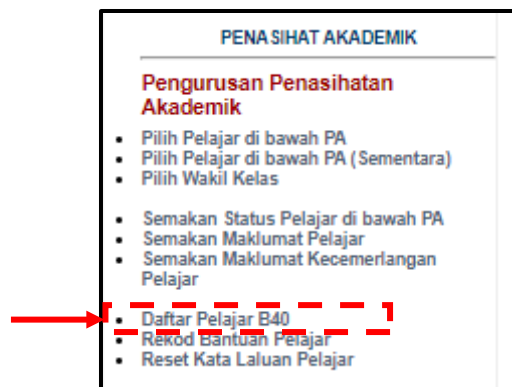 PENASIHAT AKADEMIK
Pengurusan Penasihatan
Akademik
Pilih Pelajar di bawah PA
Pilih Pelajar di bawah PA (Sementara)
Pilih Wakil Kelas
Semakan Status Pelajar di bawah PA
Semakan Maklumat Pelajar
Semakan Maklumat Kecemerlangan
Pelajar
Daftar Pelajar B40
Rekod Bantuan Pelajar
Reset Kata Laluan Pelajar